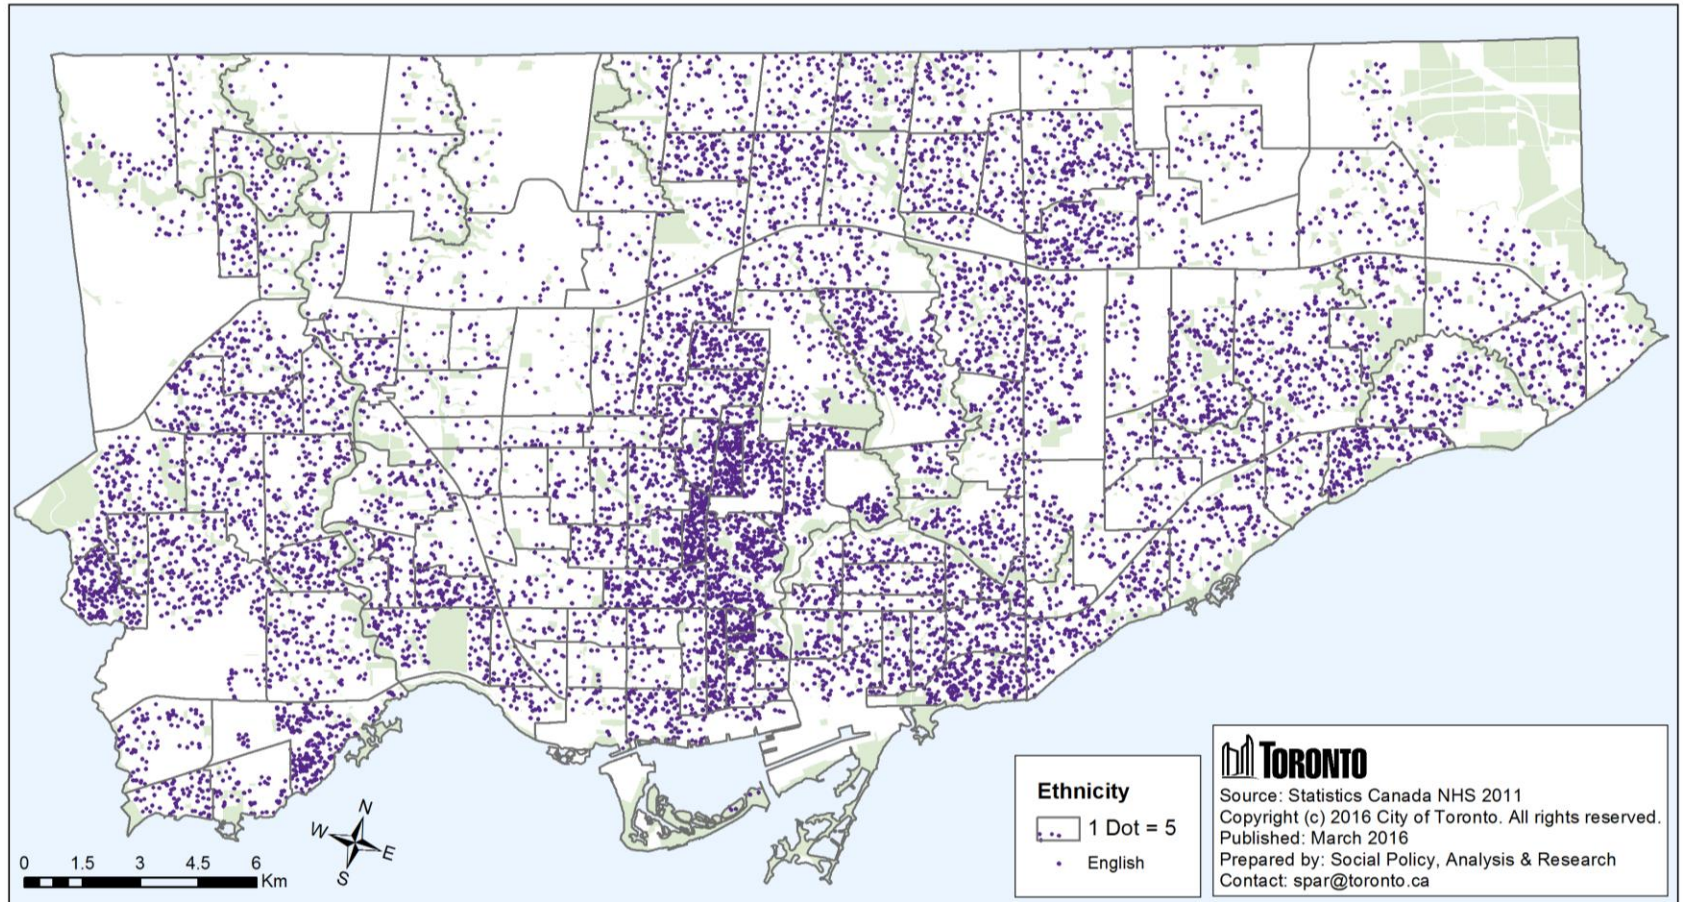 N
W
E
S
0 1.5 3 4.5 6
Km
Ethnicity
1 Dot = 5
English
TORONTO
Source: Statistics Canada NHS 2011
Copyright (c) 2016 City of Toronto. All rights reserved.
Published: March 2016
Prepared by: Social Policy, Analysis & Research
Contact: spar@toronto.ca